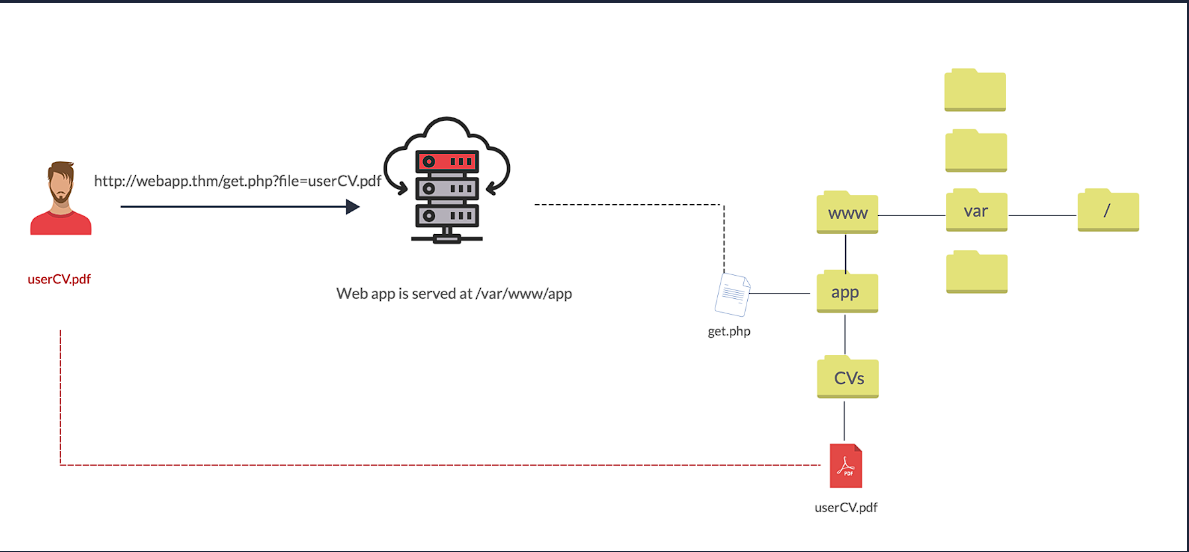 http://webapp.thm/get.php?file=userCV.pdf
userCV.pdf
Web app is served at /var/www/app
get.php
www
var
/
app
CVs
PDF
userCV.pdf